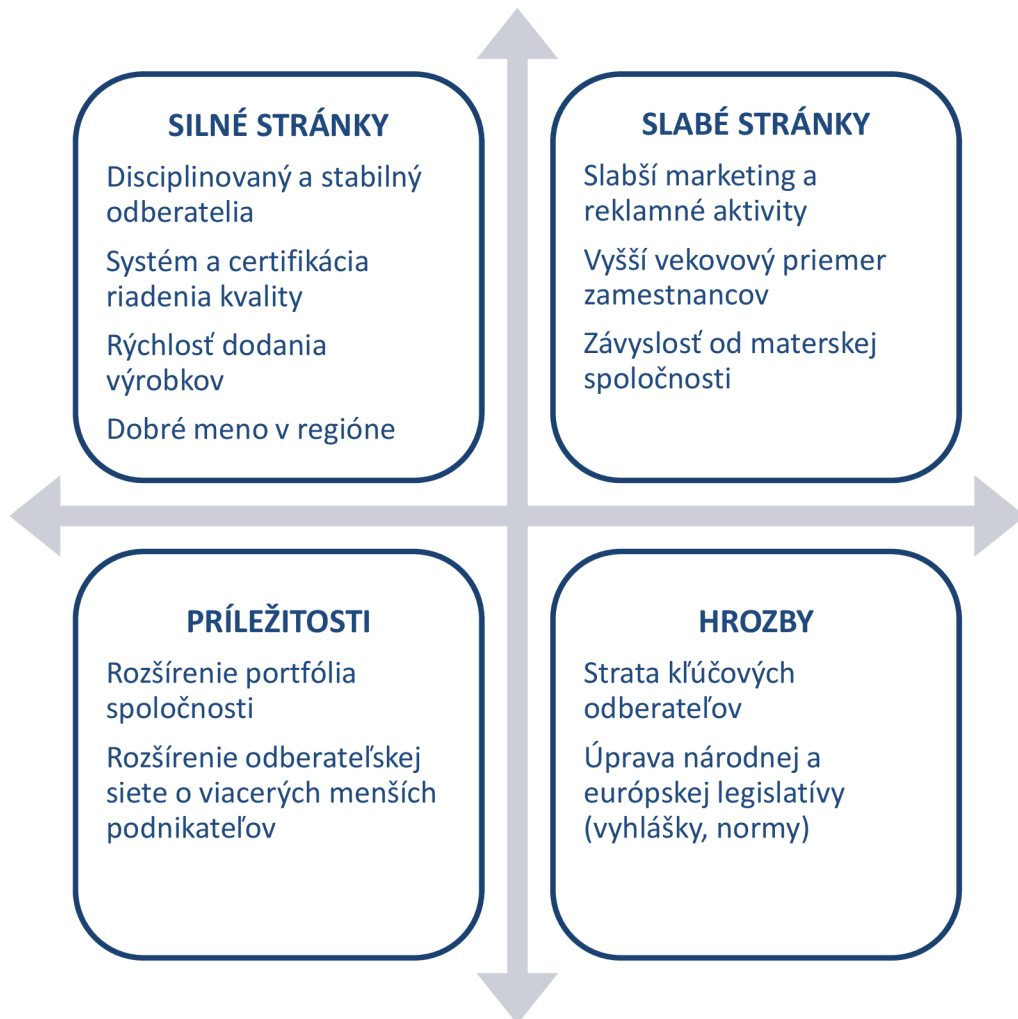 SILNÉ STRÁNKY
Disciplinovaný a stabilný
odberatelia
Systém a certifikácia
riadenia kvality
Rýchlosť dodania
výrobkov
Dobré meno v regióne
SLABÉ STRÁNKY
Slabší marketing a
reklamné aktivity
Vyšší vekovový priemer
zamestnancov
Závyslosť od materskej
spoločnosti
PRÍLEŽITOSTI
Rozšírenie portfólia
spoločnosti
Rozšírenie odberateľskej
siete o viacerých menších
podnikateľov
HROZBY
Strata kľúčových
odberateľov
Úprava národnej a
európskej legislatívy
(vyhlášky, normy)